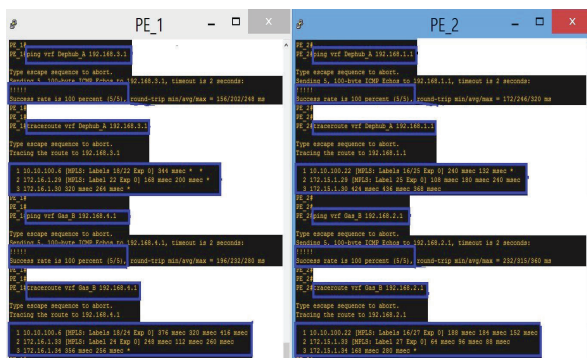 PE_1
PE_1#
PE_1#ping vrf Dephub_A 192.168.3.1
Type escape sequence to abort.
Sending 5, 100-byte ICMP Echos to 192.168.3.1, timeout is 2 seconds:
!!!!!
Success rate is 100 percent (5/5), round-trip min/avg/max = 156/202/248 ms
PE_1#
PE_1#
PE_1#traceroute vrf Dephub_A 192.168.3.1
Type escape sequence to abort.
Tracing the route to 192.168.3.1
1 10.10.100.6 [MPLS: Labels 18/22 Exp 0] 344 msec * *
2 172.16.1.29 [MPLS: Label 22 Exp 0] 168 msec 200 msec *
3 172.16.1.30 320 msec 264 msec *
PE_1#
PE_1#ping vrf Gas_B 192.168.4.1
Type escape sequence to abort.
Sending 5, 100-byte ICMP Echos to 192.168.4.1, timeout is 2 seconds:
!!!!!
Success rate is 100 percent (5/5), round-trip min/avg/max = 196/232/280 ms
PE_1#
PE_1#traceroute vrf Gas_B 192.168.4.1
Type escape sequence to abort.
Tracing the route to 192.168.4.1
1 10.10.100.6 [MPLS: Labels 18/24 Exp 0] 376 msec 320 msec 416 msec
2 172.16.1.33 [MPLS: Label 24 Exp 0] 248 msec 112 msec 260 msec
3 172.16.1.34 356 msec 256 msec *
PE_2
PE_2#
PE_2#ping vrf Dephub_A 192.168.1.1
Type escape sequence to abort.
Sending 5, 100-byte ICMP Echos to 192.168.1.1, timeout is 2 seconds:
!!!!!
Success rate is 100 percent (5/5), round-trip min/avg/max = 172/246/320 ms
PE_2#
PE_2#
PE_2#traceroute vrf Dephub_A 192.168.1.1
Type escape sequence to abort.
Tracing the route to 192.168.1.1
1 10.10.100.22 [MPLS: Labels 16/25 Exp 0] 240 msec 132 msec *
2 172.15.1.29 [MPLS: Label 25 Exp 0] 108 msec 180 msec 240 msec
3 172.15.1.30 424 msec 436 msec 368 msec
PE_2#
PE_2#ping vrf Gas_B 192.168.2.1
Type escape sequence to abort.
Sending 5, 100-byte ICMP Echos to 192.168.2.1, timeout is 2 seconds:
!!!!!
Success rate is 100 percent (5/5), round-trip min/avg/max = 232/315/360 ms
PE_2#
PE_2#traceroute vrf Gas_B 192.168.2.1
Type escape sequence to abort.
Tracing the route to 192.168.2.1
1 10.10.100.22 [MPLS: Labels 16/27 Exp 0] 188 msec 184 msec 152 msec
2 172.15.1.33 [MPLS: Label 27 Exp 0] 64 msec 96 msec 88 msec
3 172.15.1.34 168 msec 280 msec *